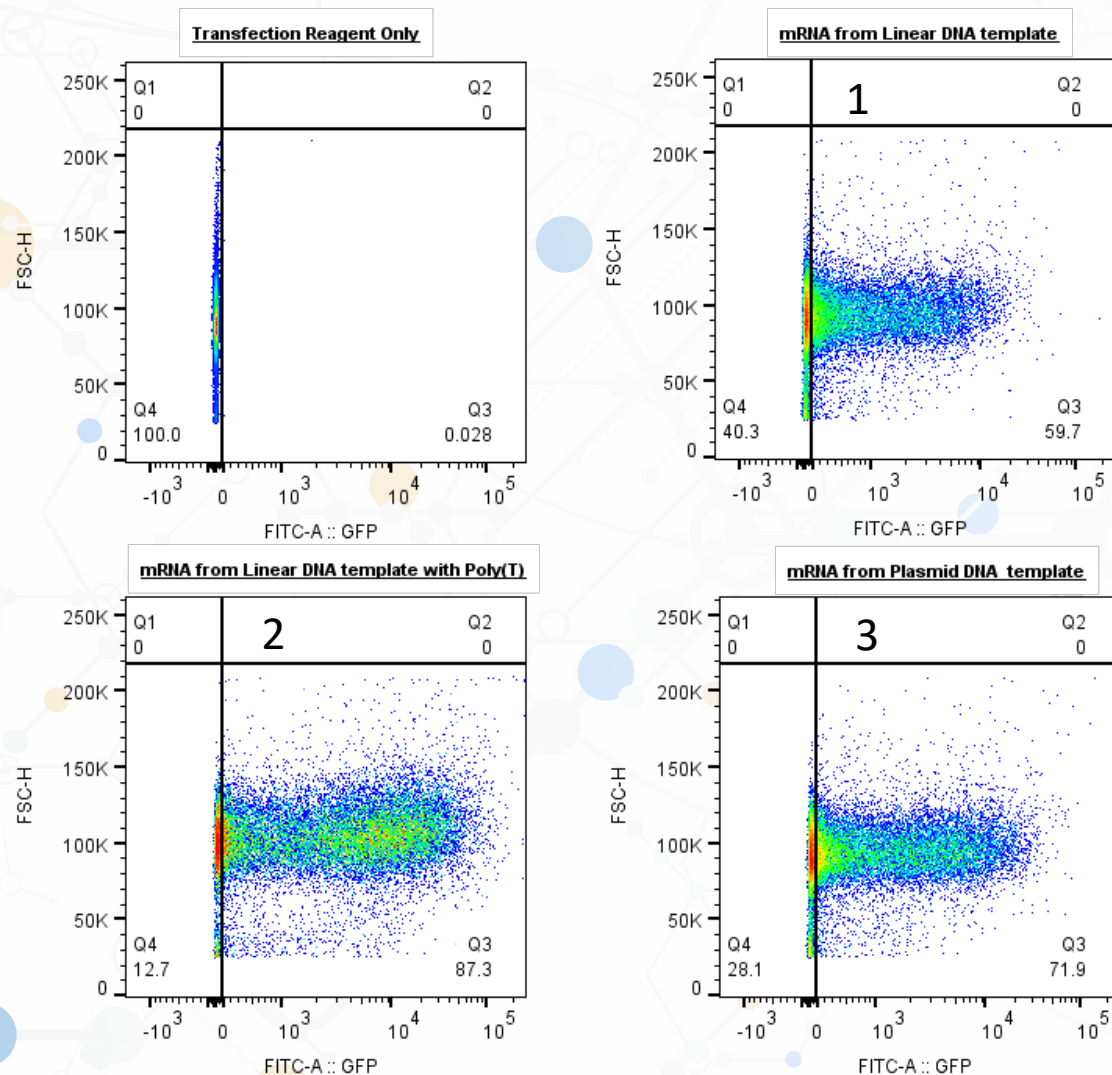 Transfection Reagent Only
250K
200K
150K
100K
50K
0
FSC-H
Q1
0
Q2
0
Q4
100.0
Q3
0.028
-10 3
0
10 3
10 4
10 5
FITC-A :: GFP
mRNA from Linear DNA template
250K
200K
150K
100K
50K
0
FSC-H
Q1
0
1
Q2
0
Q4
40.3
Q3
59.7
-10 3
0
10 3
10 4
10 5
FITC-A :: GFP
mRNA from Linear DNA template with Poly(T)
250K
200K
150K
100K
50K
0
FSC-H
Q1
0
2
Q2
0
Q4
12.7
Q3
87.3
-10 3
0
10 3
10 4
10 5
FITC-A :: GFP
mRNA from Plasmid DNA template
250K
200K
150K
100K
50K
0
FSC-H
Q1
0
3
Q2
0
Q4
28.1
Q3
71.9
-10 3
0
10 3
10 4
10 5
FITC-A :: GFP